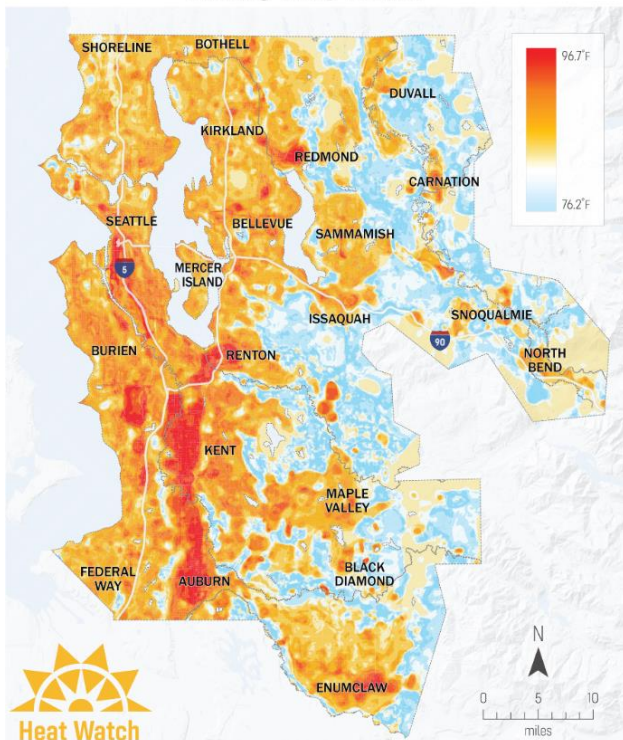 SHORELINE
BOTHELL
96.7°F
DUVALL
KIRKLAND
REDMOND
CARNATION
76.2°F
SEATTLE
BELLEVUE
SAMMAMISH
5
MERCER
ISLAND
ISSAQUAH
SNOQUALMIE
90
BURIEN
RENTON
NORTH
BEND
KENT
MAPLE
VALLEY
FEDERAL
WAY
AUBURN
BLACK
DIAMOND
N
ENUMCLAW
0 5 10
miles
Heat Watch